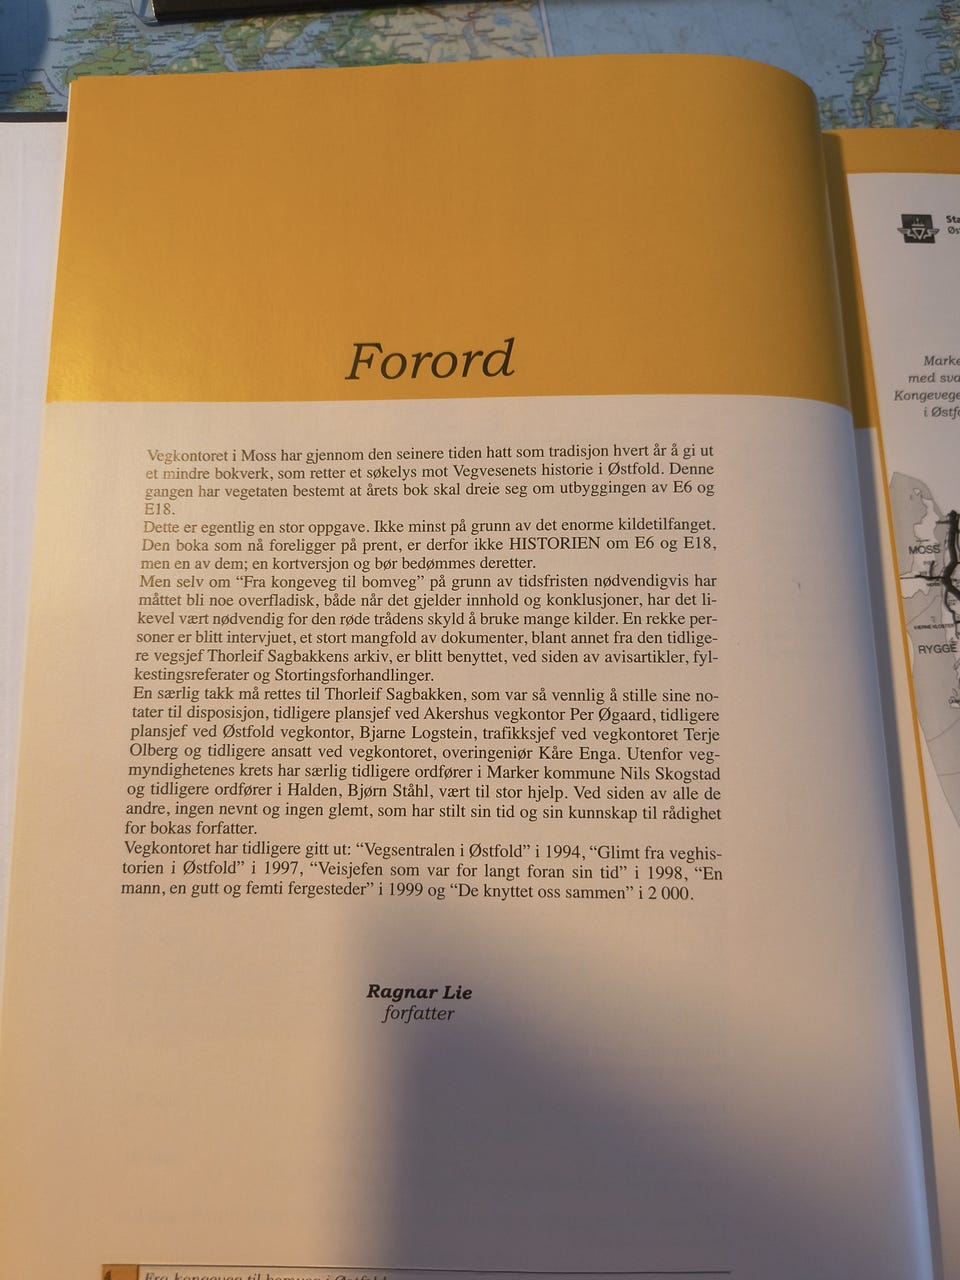 Forord
Vegkontoret i Moss har gjennom den seinere tiden hatt som tradisjon hvert år å gi ut
et mindre bokverk, som retter et søkelys mot Vegvesenets historie i Østfold. Denne
gangen har vegetaten bestemt at årets bok skal dreie seg om utbyggingen av E6 og
E18.
Dette er egentlig en stor oppgave. Ikke minst på grunn av det enorme kildetilfanget.
Den boka som nå foreligger på prent, er derfor ikke HISTORIEN om E6 og E18,
men en av dem; en kortversjon og bør bedømmes deretter.
Men selv om “Fra kongeveg til bomveg” på grunn av tidsfristen nødvendigvis har
måttet bli noe overfladisk, både når det gjelder innhold og konklusjoner, har det li-
kevel vært nødvendig for den røde trådens skyld å bruke mange kilder. En rekke per-
soner er blitt intervjuet, et stort mangfold av dokumenter, blant annet fra den tidlige-
re vegsjef Thorleif Sagbakkens arkiv, er blitt benyttet, ved siden av avisartikler, fyl-
kestingsreferater og Stortingsforhandlinger.
En særlig takk må rettes til Thorleif Sagbakken, som var så vennlig å stille sine no-
tater til disposisjon, tidligere plansjef ved Akershus vegkontor Per Øgaard, tidligere
plansjef ved Østfold vegkontor, Bjarne Logstein, trafikksjef ved vegkontoret Terje
Olberg og tidligere ansatt ved vegkontoret, overingeniør Kåre Enga. Utenfor veg-
myndighetenes krets har særlig tidligere ordfører i Marker kommune Nils Skogstad
og tidligere ordfører i Halden, Bjørn Ståhl, vært til stor hjelp. Ved siden av alle de
andre, ingen nevnt og ingen glemt, som har stilt sin tid og sin kunnskap til rådighet
for bokas forfatter.
Vegkontoret har tidligere gitt ut: “Vegsentralen i Østfold” i 1994, “Glimt fra veghis-
torien i Østfold” i 1997, “Veisjefen som var for langt foran sin tid” i 1998, “En
mann, en gutt og femti fergesteder” i 1999 og “De knyttet oss sammen” i 2 000.
Ragnar Lie
forfatter
4 Fra kongeveg til bomveg i Østfold
Sta
Øs
Marke
med sva
Kongevege
i Østfo
MOSS
RYGGE